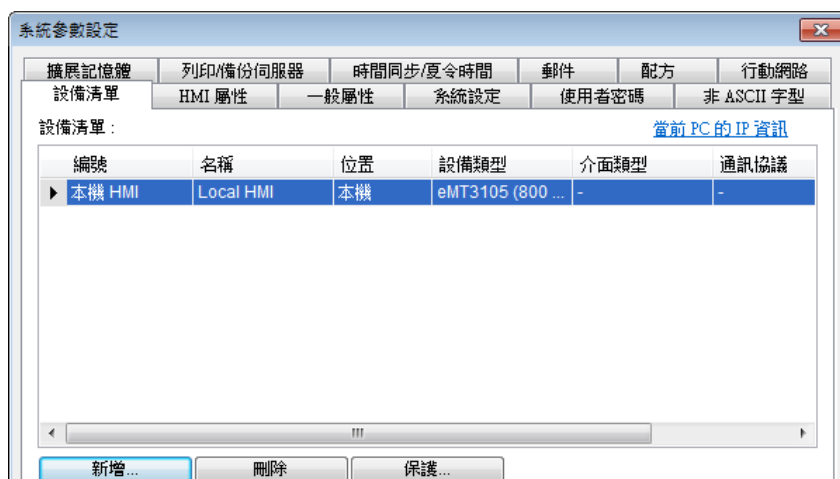 系統參數設定
擴展記憶體 列印/備份伺服器 時間同步/夏令時間 郵件 配方 行動網路
設備清單 HMI 屬性 一般屬性 系統設定 使用者密碼 非 ASCII 字型
設備清單 : 當前 PC 的 IP 資訊
編號 名稱 位置 設備類型 介面類型 通訊協議
本機 HMI Local HMI 本機 eMT3105 (800 ... - -
新增... 刪除 保護...